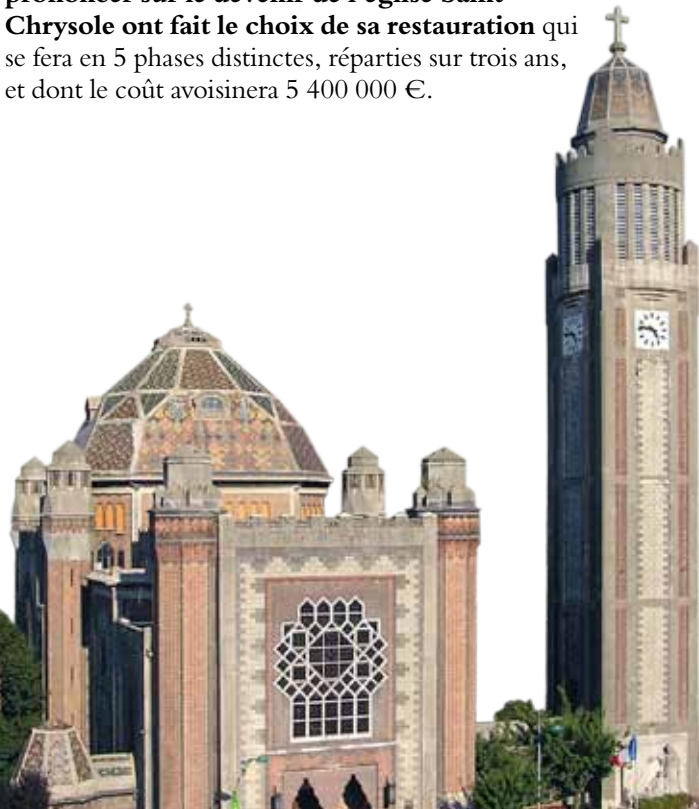 prononcer sur le devenir de l'église Saint-
Chrysole ont fait le choix de sa restauration qui
se fera en 5 phases distinctes, réparties sur trois ans,
et dont le coût avoisinera 5 400 000 €.